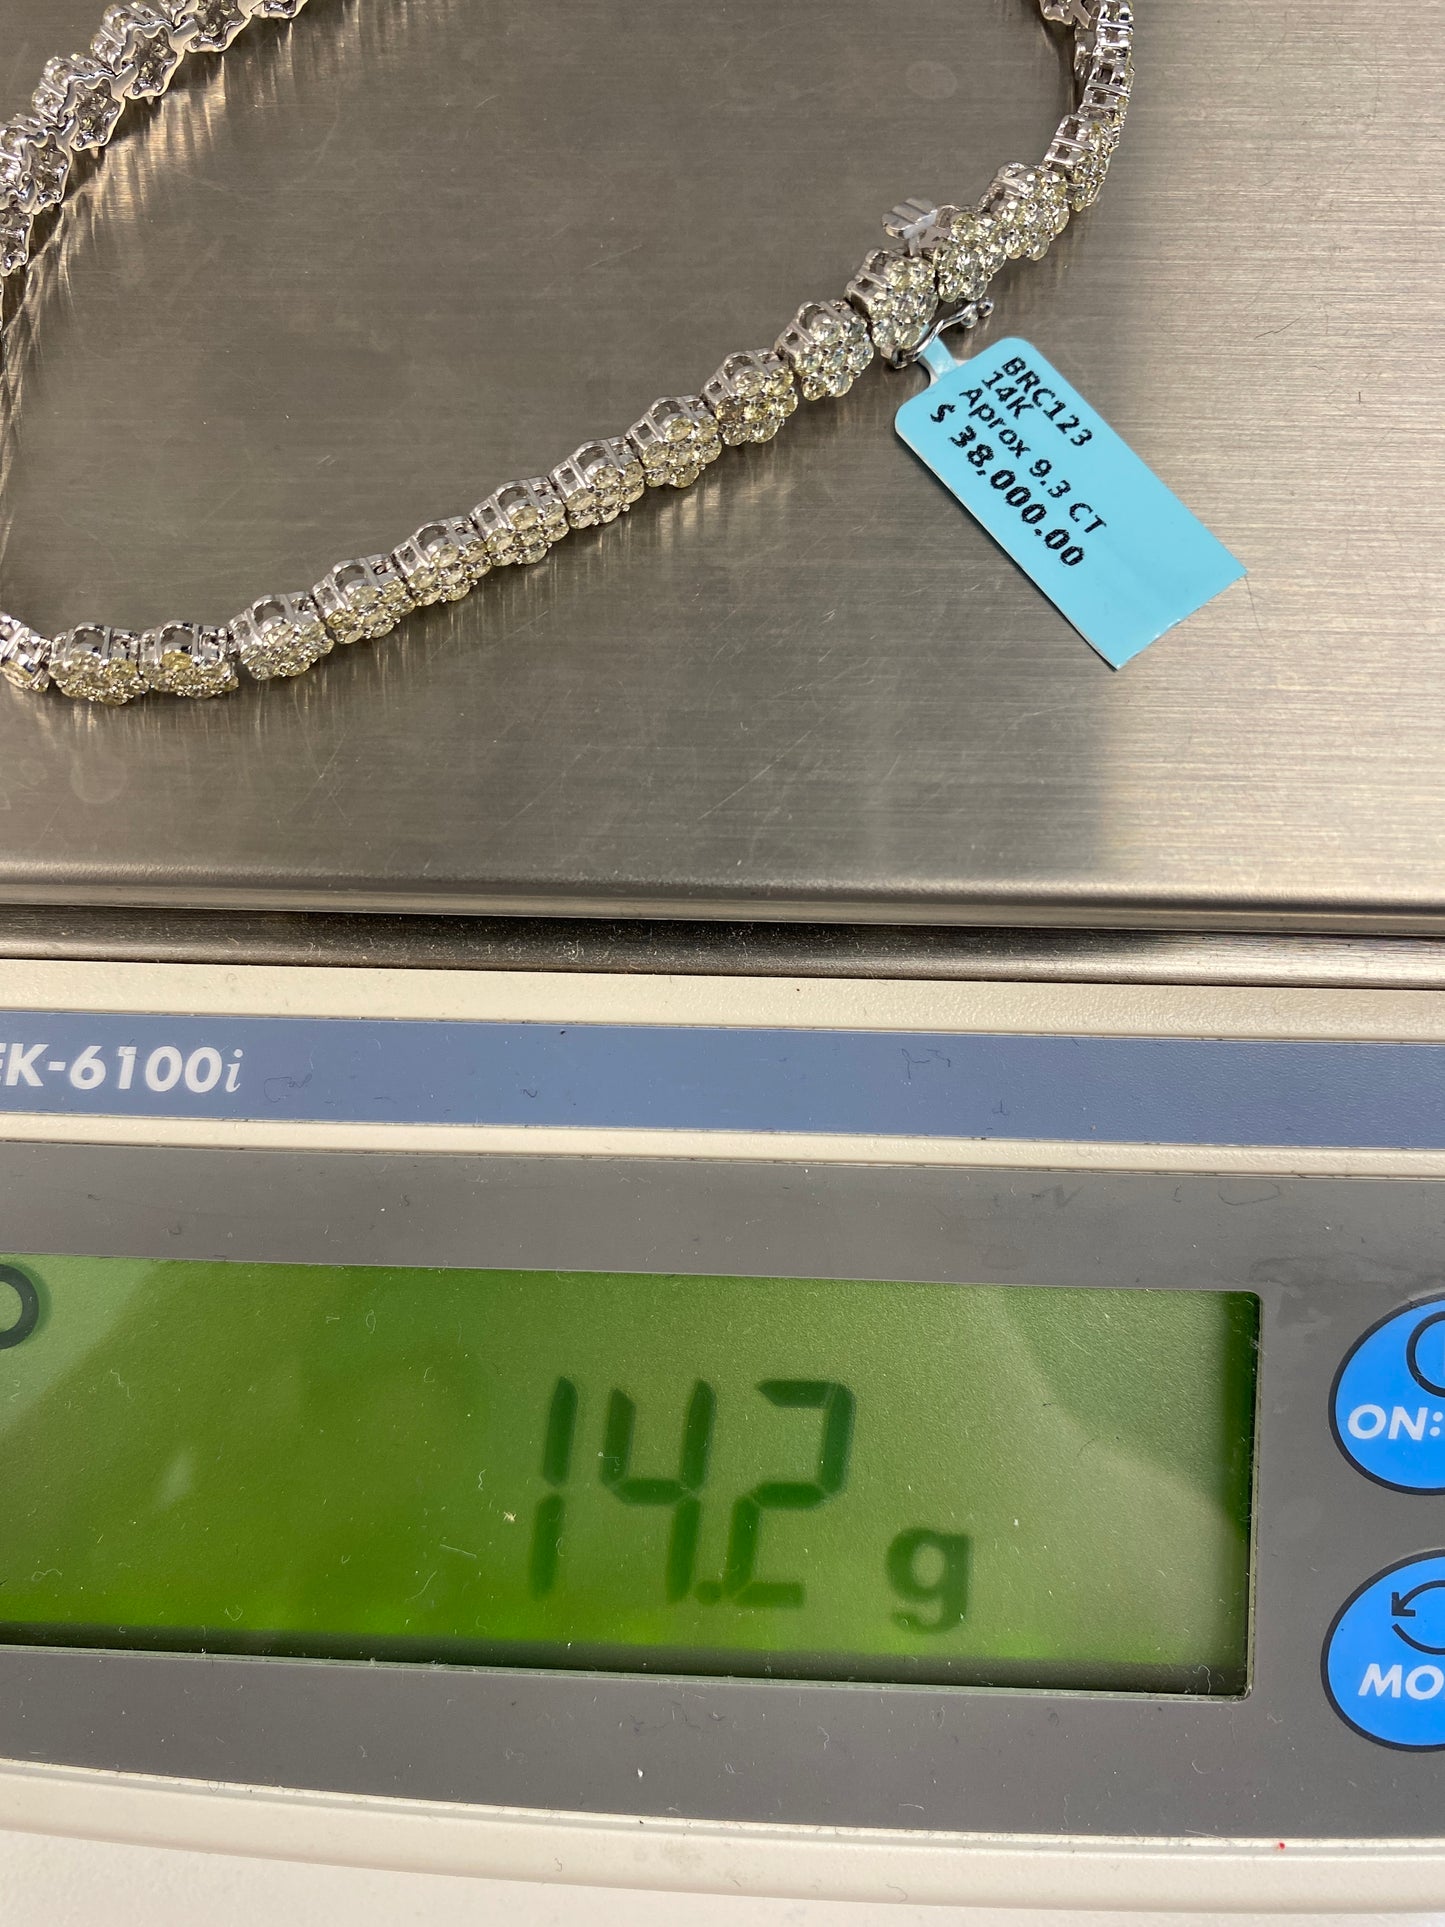 BRC123
14K
Aprox 9.3 CT
$ 38,000.00
EK-6100i
14.2 g
ON:
MO